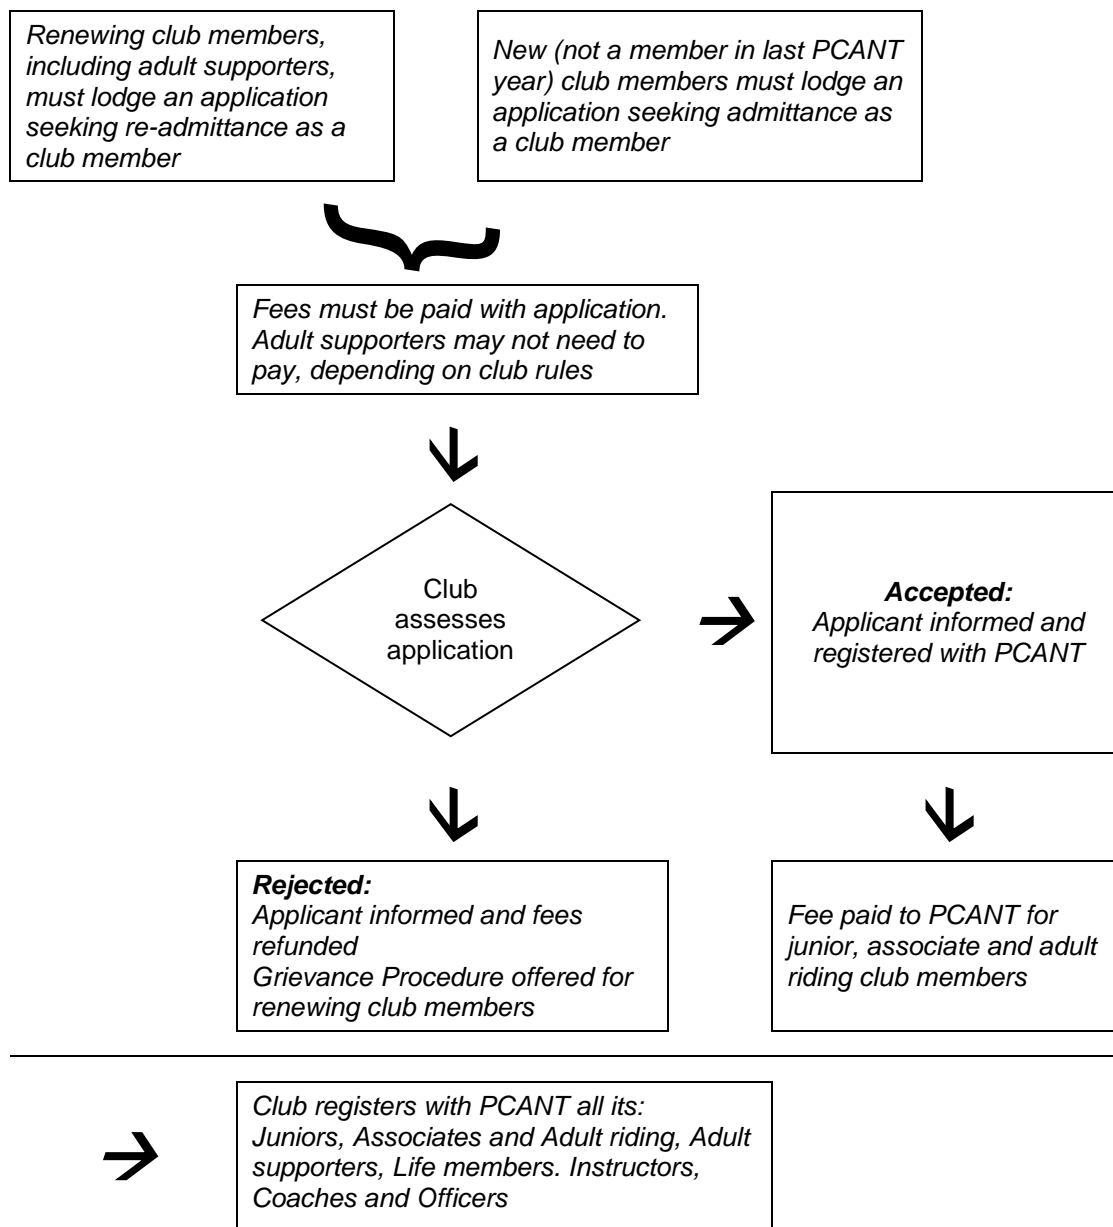 Renewing club members,
including adult supporters,
must lodge an application
seeking re-admittance as a
club member
New (not a member in last PCANT
year) club members must lodge an
application seeking admittance as
a club member
Fees must be paid with application.
Adult supporters may not need to
pay, depending on club rules
Club
assesses
application
Accepted:
Applicant informed and
registered with PCANT
Rejected:
Applicant informed and fees
refunded
Grievance Procedure offered for
renewing club members
Fee paid to PCANT for
junior, associate and adult
riding club members
Club registers with PCANT all its:
Juniors, Associates and Adult riding, Adult
supporters, Life members. Instructors,
Coaches and Officers